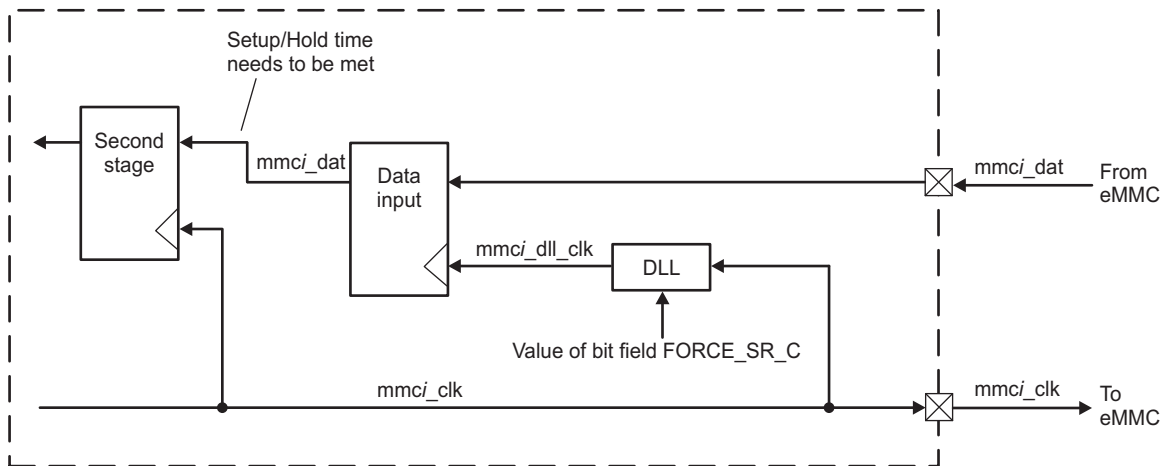 Setup/Hold time
needs to be met
Second
stage
mmci_dat
Data
input
mmci_dat
From
eMMC
mmci_dll_clk
DLL
Value of bit field FORCE_SR_C
mmci_clk
mmci_clk
To
eMMC